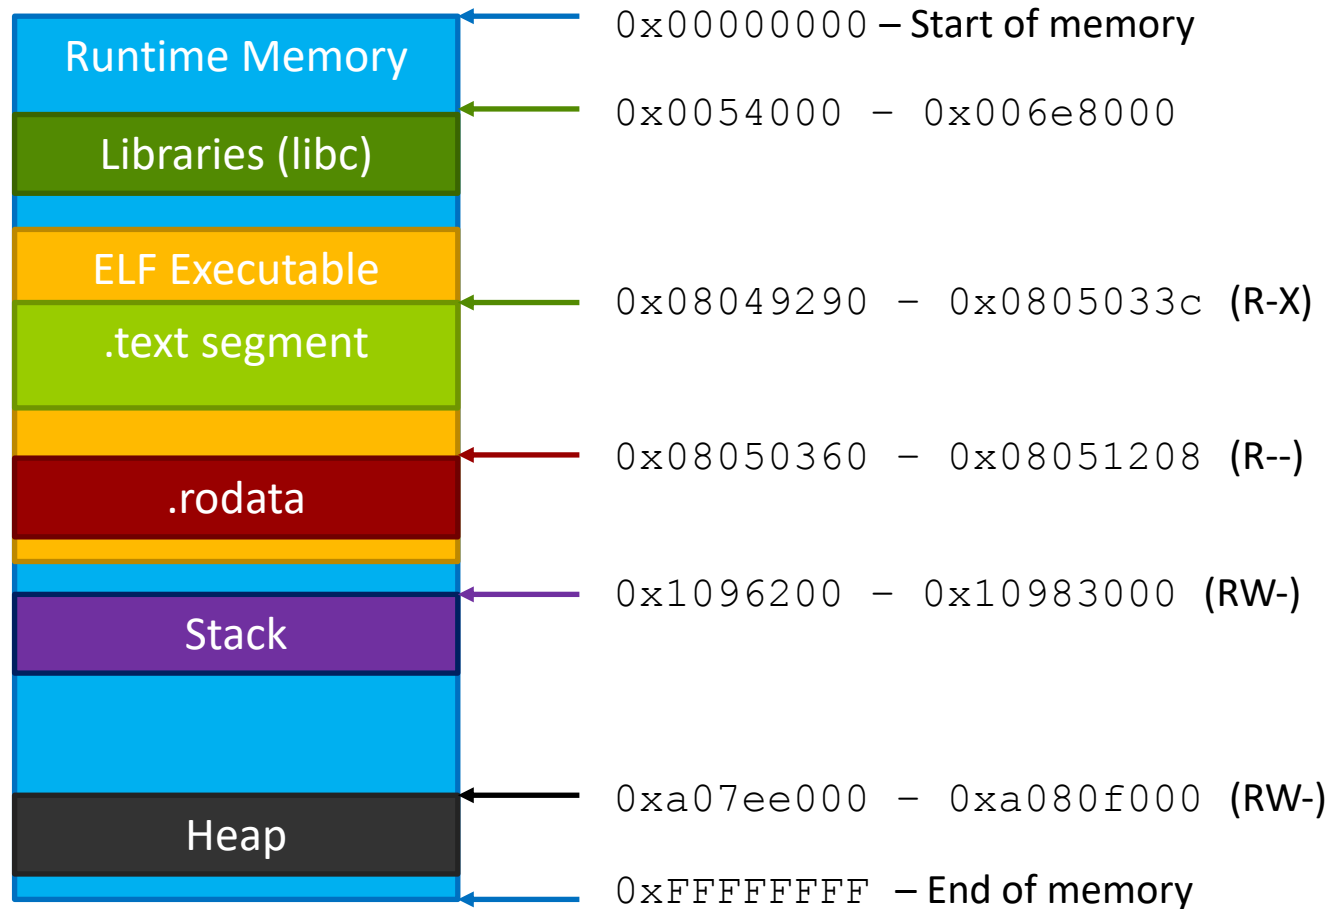 0x00000000 – Start of memory
Runtime Memory
0x0054000 – 0x006e8000
Libraries (libc)
ELF Executable
0x08049290 – 0x0805033c (R-X)
.text segment
0x08050360 – 0x08051208 (R--)
.rodata
0x1096200 – 0x10983000 (RW-)
Stack
0xa07ee000 – 0xa080f000 (RW-)
Heap
0xFFFFFFFF – End of memory